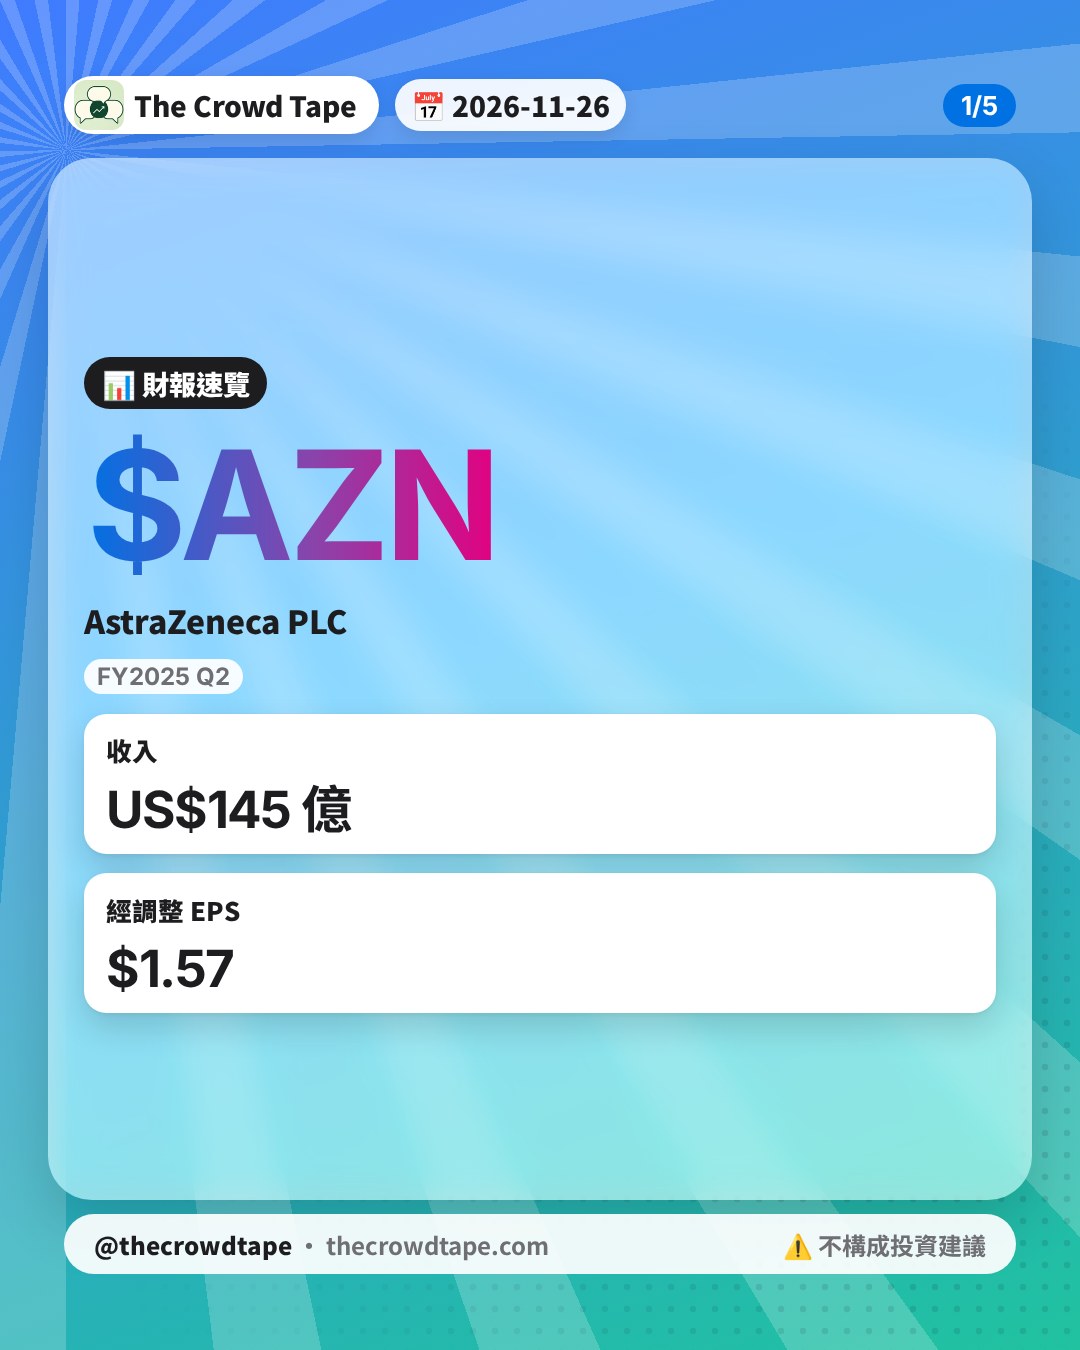 The Crowd Tape
📅 2026-11-26
1/5
📊 財報速覽
$AZN
AstraZeneca PLC
FY2025 Q2
收入
US$145 億
經調整 EPS
$1.57
@thecrowdtape • thecrowdtape.com
⚠️ 不構成投資建議